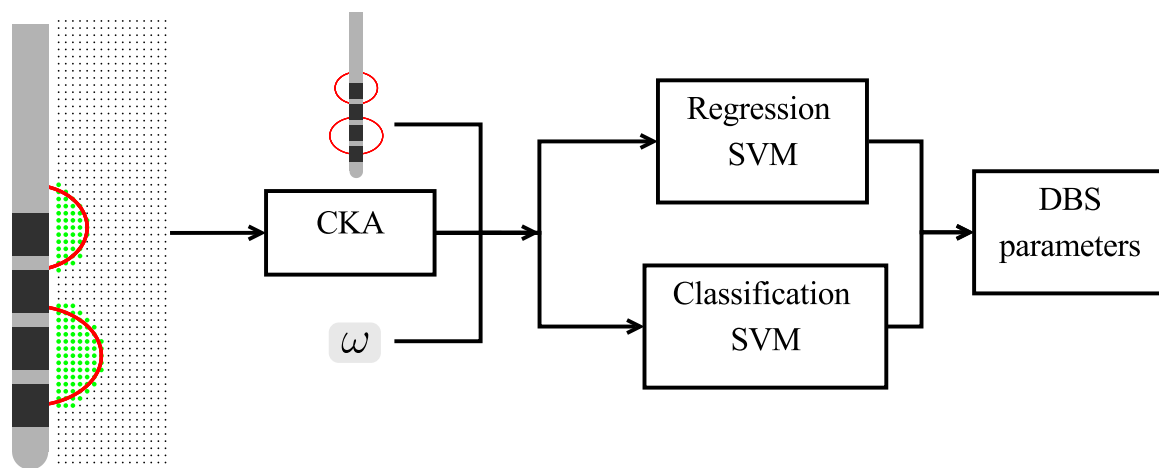 CKA
ω
Regression
SVM
Classification
SVM
DBS
parameters